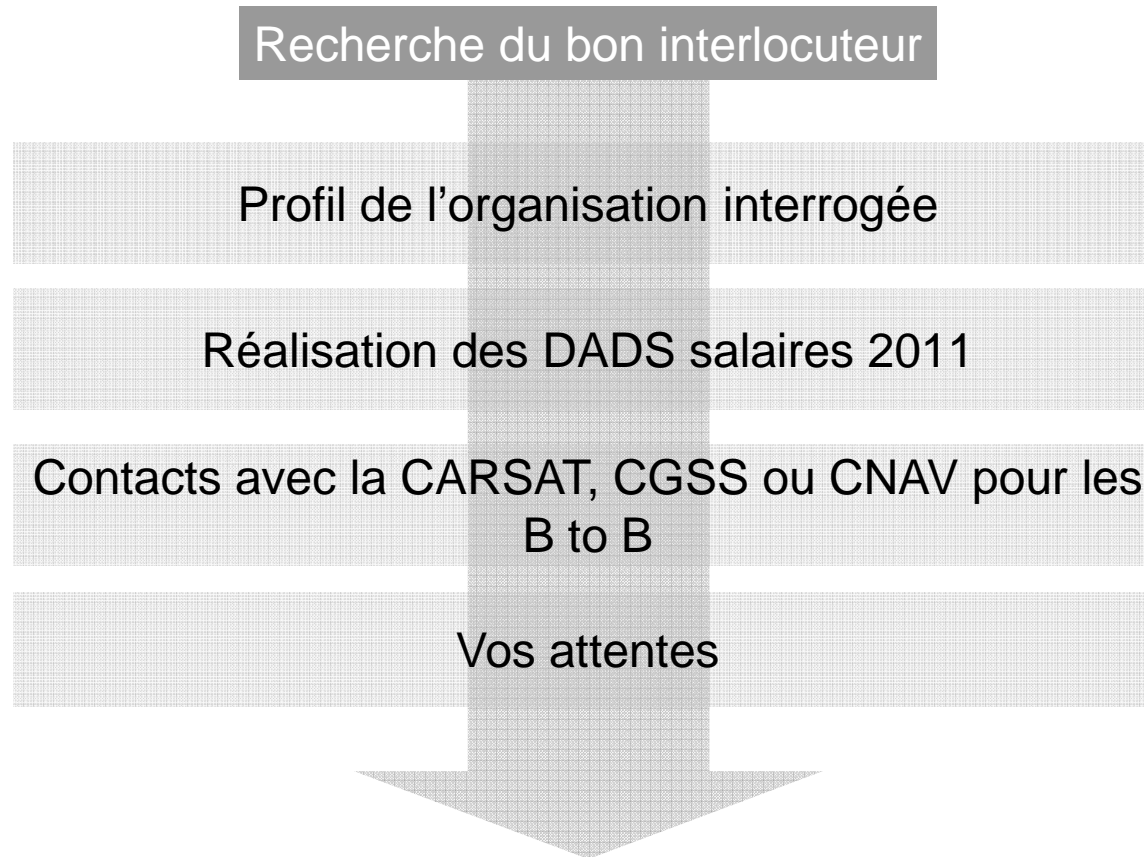 Recherche du bon interlocuteur
Profil de l’organisation interrogée
Réalisation des DADS salaires 2011
Contacts avec la CARSAT, CGSS ou CNAV pour les
B to B
Vos attentes